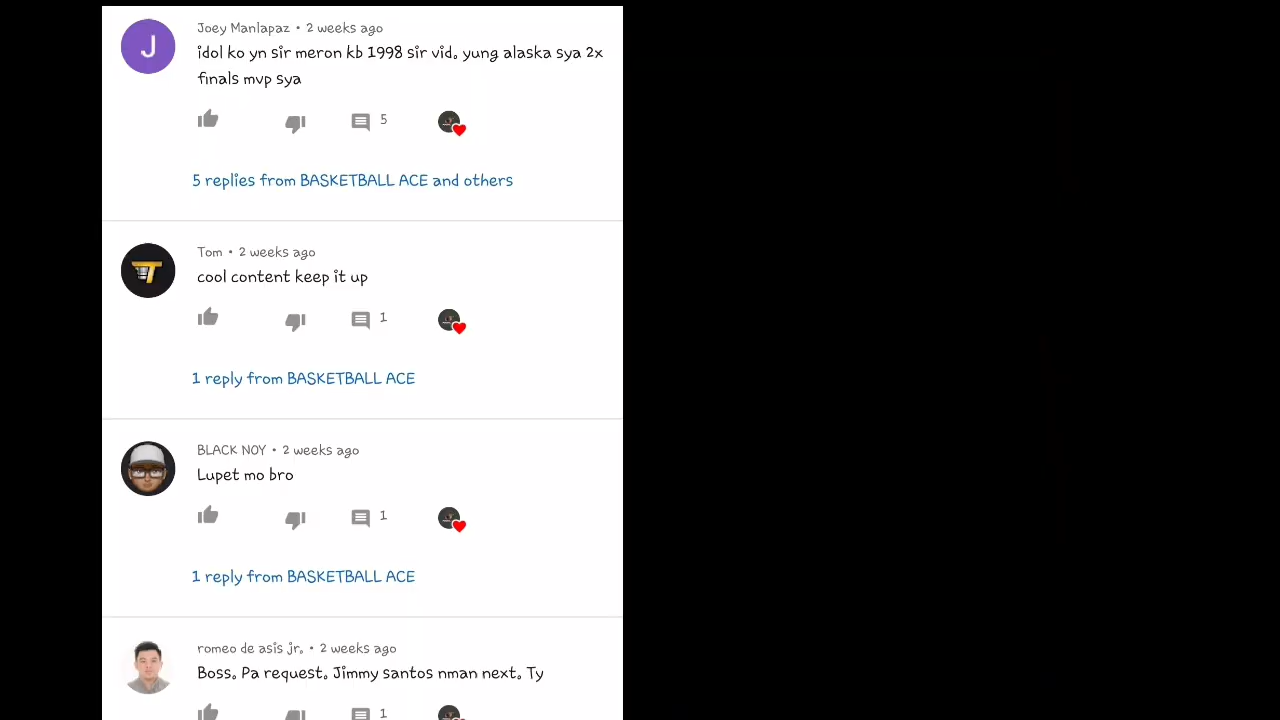 J
Joey Manlapaz • 2 weeks ago
idol ko yn sir meron kb 1998 sir vid. yung alaska sya 2x
finals mvp sya
5
5 replies from BASKETBALL ACE and others
T
Tom • 2 weeks ago
cool content keep it up
1
1 reply from BASKETBALL ACE
BLACK NOY • 2 weeks ago
Lupet mo bro
1
1 reply from BASKETBALL ACE
romeo de asis jr. • 2 weeks ago
Boss. Pa request. Jimmy santos nman next. Ty
1